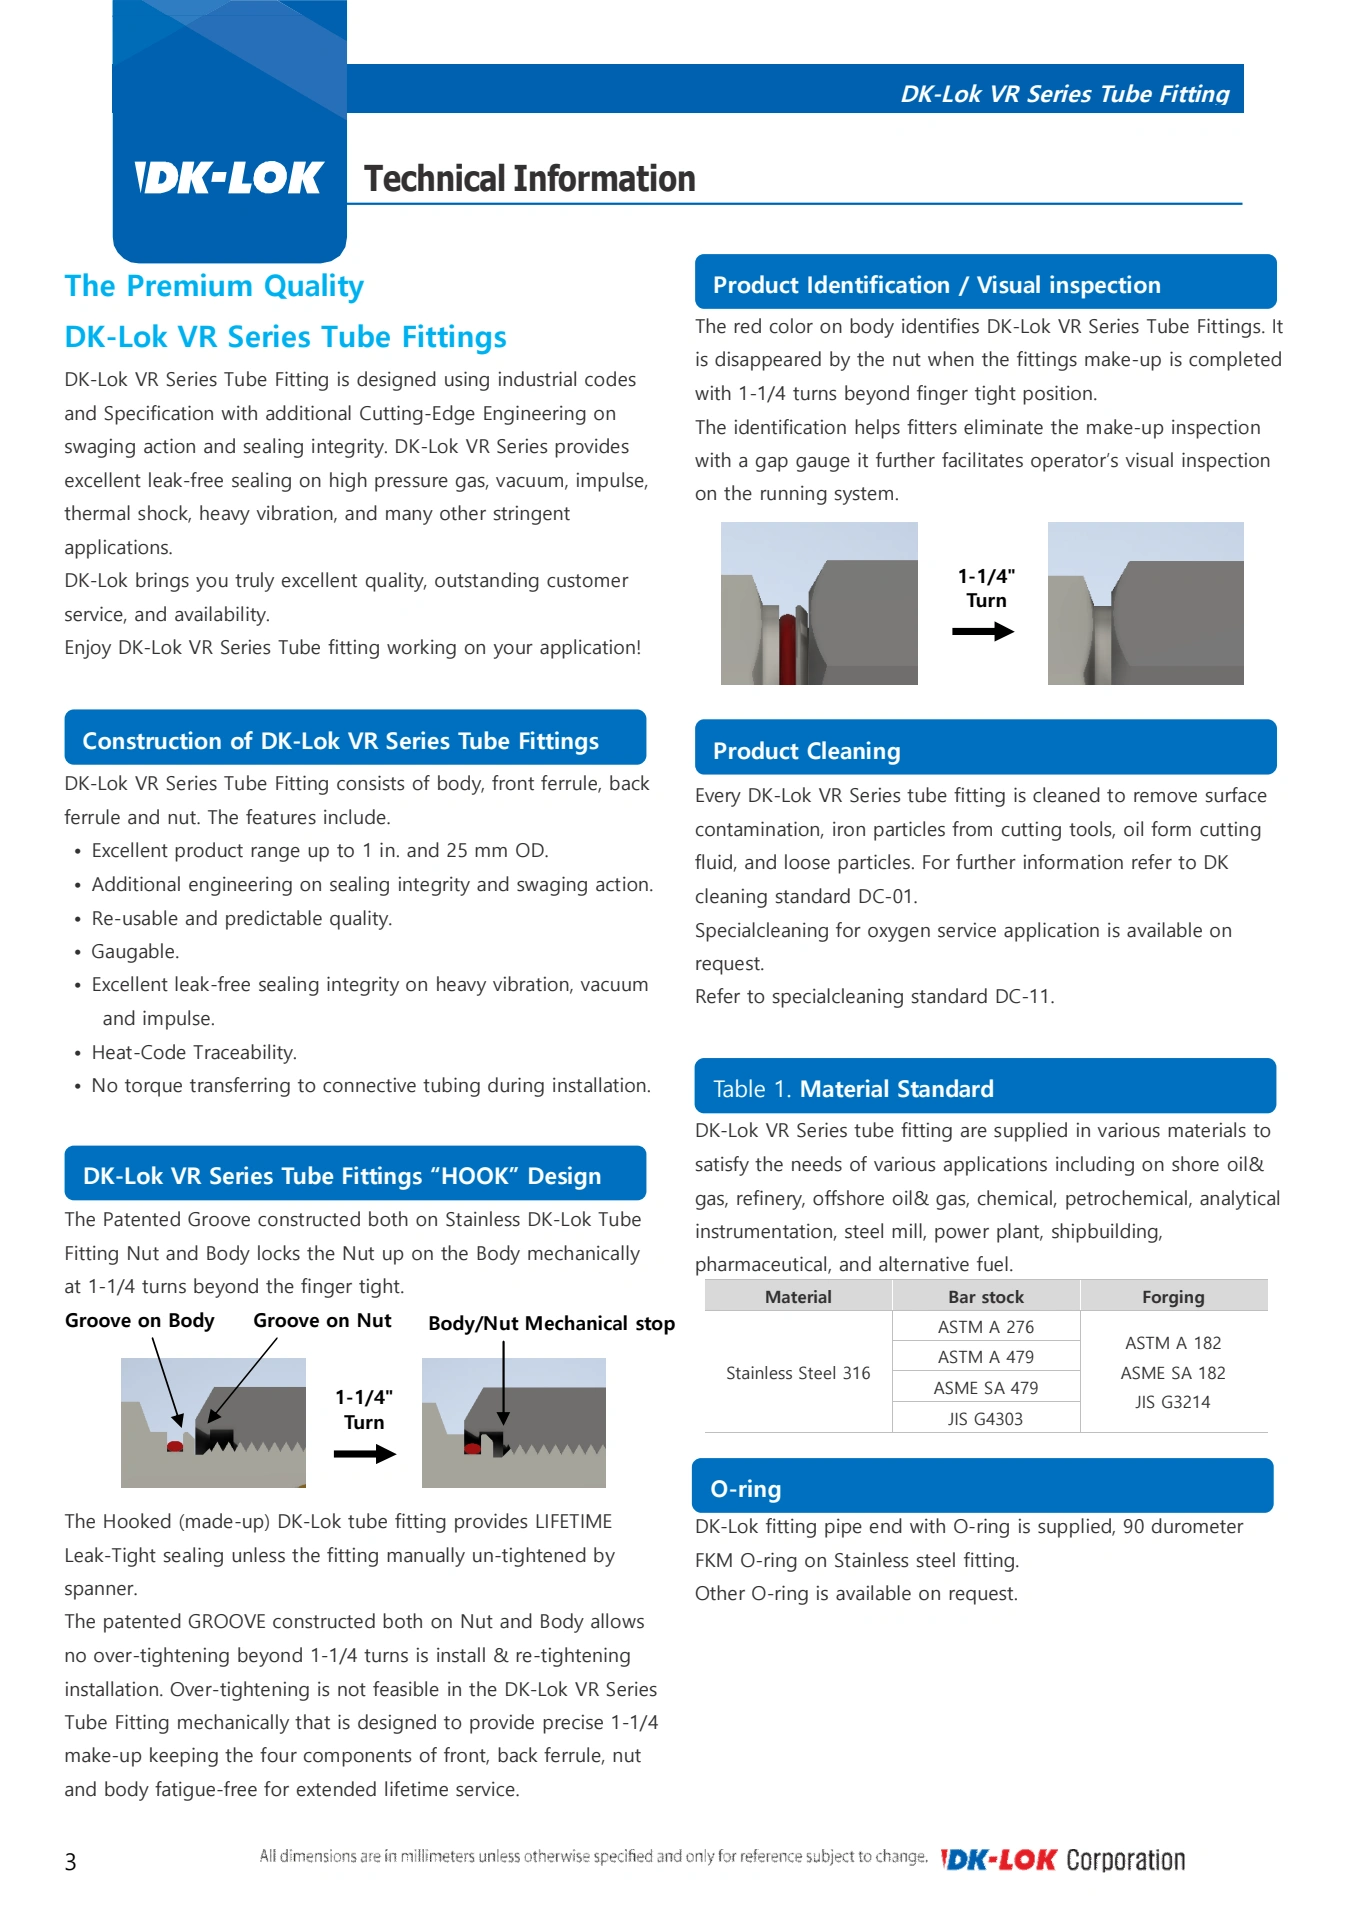 DK-Lok VR Series Tube Fitting
DK-LOK
Technical Information
The Premium Quality
DK-Lok VR Series Tube Fittings
DK-Lok VR Series Tube Fitting is designed using industrial codes
and Specification with additional Cutting-Edge Engineering on
swaging action and sealing integrity. DK-Lok VR Series provides
excellent leak-free sealing on high pressure gas, vacuum, impulse,
thermal shock, heavy vibration, and many other stringent
applications.
DK-Lok brings you truly excellent quality, outstanding customer
service, and availability.
Enjoy DK-Lok VR Series Tube fitting working on your application!
Construction of DK-Lok VR Series Tube Fittings
DK-Lok VR Series Tube Fitting consists of body, front ferrule, back
ferrule and nut. The features include.
• Excellent product range up to 1 in. and 25 mm OD.
• Additional engineering on sealing integrity and swaging action.
• Re-usable and predictable quality.
• Gaugable.
• Excellent leak-free sealing integrity on heavy vibration, vacuum
and impulse.
• Heat-Code Traceability.
• No torque transferring to connective tubing during installation.
DK-Lok VR Series Tube Fittings “HOOK” Design
The Patented Groove constructed both on Stainless DK-Lok Tube
Fitting Nut and Body locks the Nut up on the Body mechanically
at 1-1/4 turns beyond the finger tight.
Groove on Body Groove on Nut Body/Nut Mechanical stop
1-1/4"
Turn
The Hooked (made-up) DK-Lok tube fitting provides LIFETIME
Leak-Tight sealing unless the fitting manually un-tightened by
spanner.
The patented GROOVE constructed both on Nut and Body allows
no over-tightening beyond 1-1/4 turns is install & re-tightening
installation. Over-tightening is not feasible in the DK-Lok VR Series
Tube Fitting mechanically that is designed to provide precise 1-1/4
make-up keeping the four components of front, back ferrule, nut
and body fatigue-free for extended lifetime service.
Product Identification / Visual inspection
The red color on body identifies DK-Lok VR Series Tube Fittings. It
is disappeared by the nut when the fittings make-up is completed
with 1-1/4 turns beyond finger tight position.
The identification helps fitters eliminate the make-up inspection
with a gap gauge it further facilitates operator’s visual inspection
on the running system.
1-1/4"
Turn
Product Cleaning
Every DK-Lok VR Series tube fitting is cleaned to remove surface
contamination, iron particles from cutting tools, oil form cutting
fluid, and loose particles. For further information refer to DK
cleaning standard DC-01.
Specialcleaning for oxygen service application is available on
request.
Refer to specialcleaning standard DC-11.
Table 1. Material Standard
DK-Lok VR Series tube fitting are supplied in various materials to
satisfy the needs of various applications including on shore oil&
gas, refinery, offshore oil& gas, chemical, petrochemical, analytical
instrumentation, steel mill, power plant, shipbuilding,
pharmaceutical, and alternative fuel.
Material Bar stock Forging
Stainless Steel 316
ASTM A 276
ASTM A 479
ASME SA 479
JIS G4303
ASTM A 182
ASME SA 182
JIS G3214
O-ring
DK-Lok fitting pipe end with O-ring is supplied, 90 durometer
FKM O-ring on Stainless steel fitting.
Other O-ring is available on request.
3
All dimensions are in millimeters unless otherwise specified and only for reference subject to change. DK-LOK Corporation